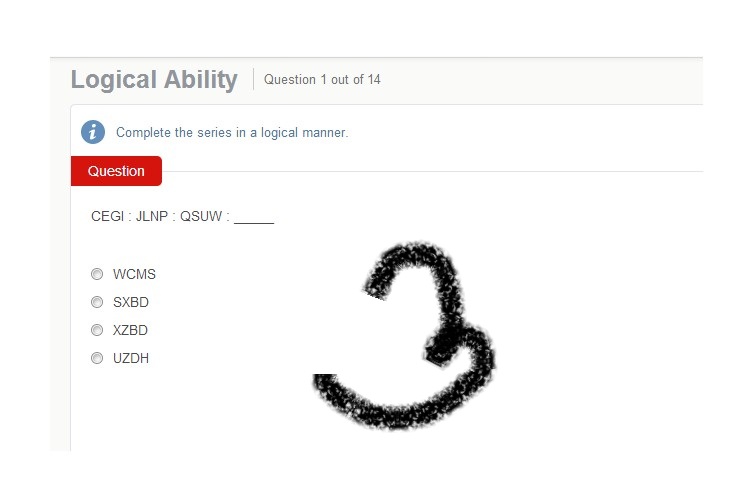 Logical Ability Question 1 out of 14
i Complete the series in a logical manner.
Question
CEGI : JLNP : QSUW : _____
WCMS
SXBD
XZBD
UZDH
3